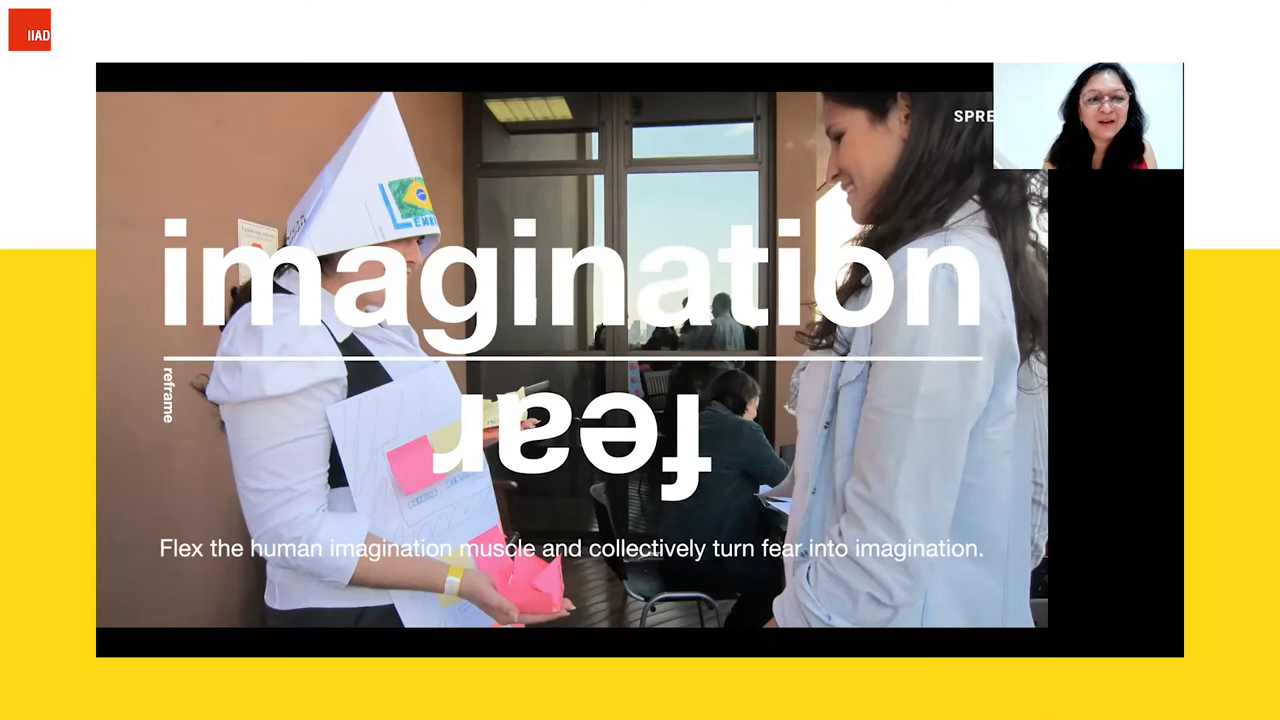 IIAD
SPRE
imagination
reframe
fear
Flex the human imagination muscle and collectively turn fear into imagination.